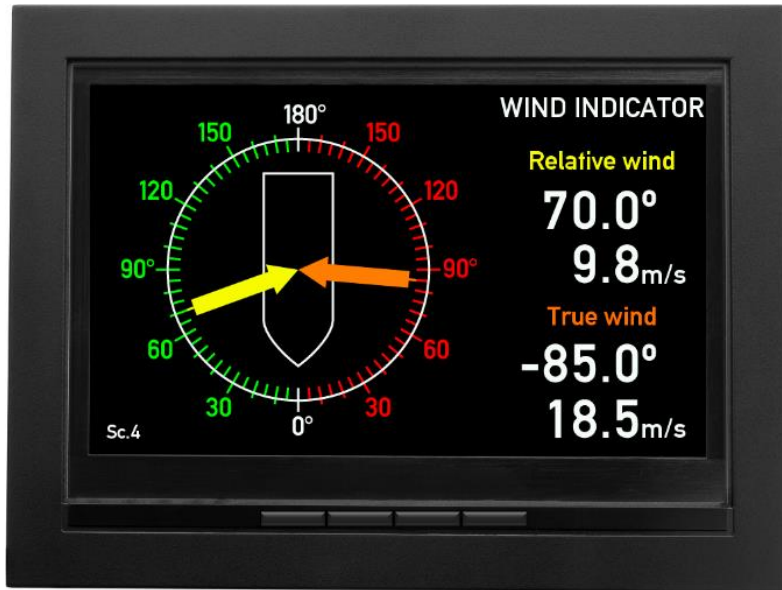 WIND INDICATOR
180°
150
150
120
120
90°
90°
60
60
30
30
0°
Relative wind
70.0°
9.8m/s
True wind
-85.0°
18.5m/s
Sc.4